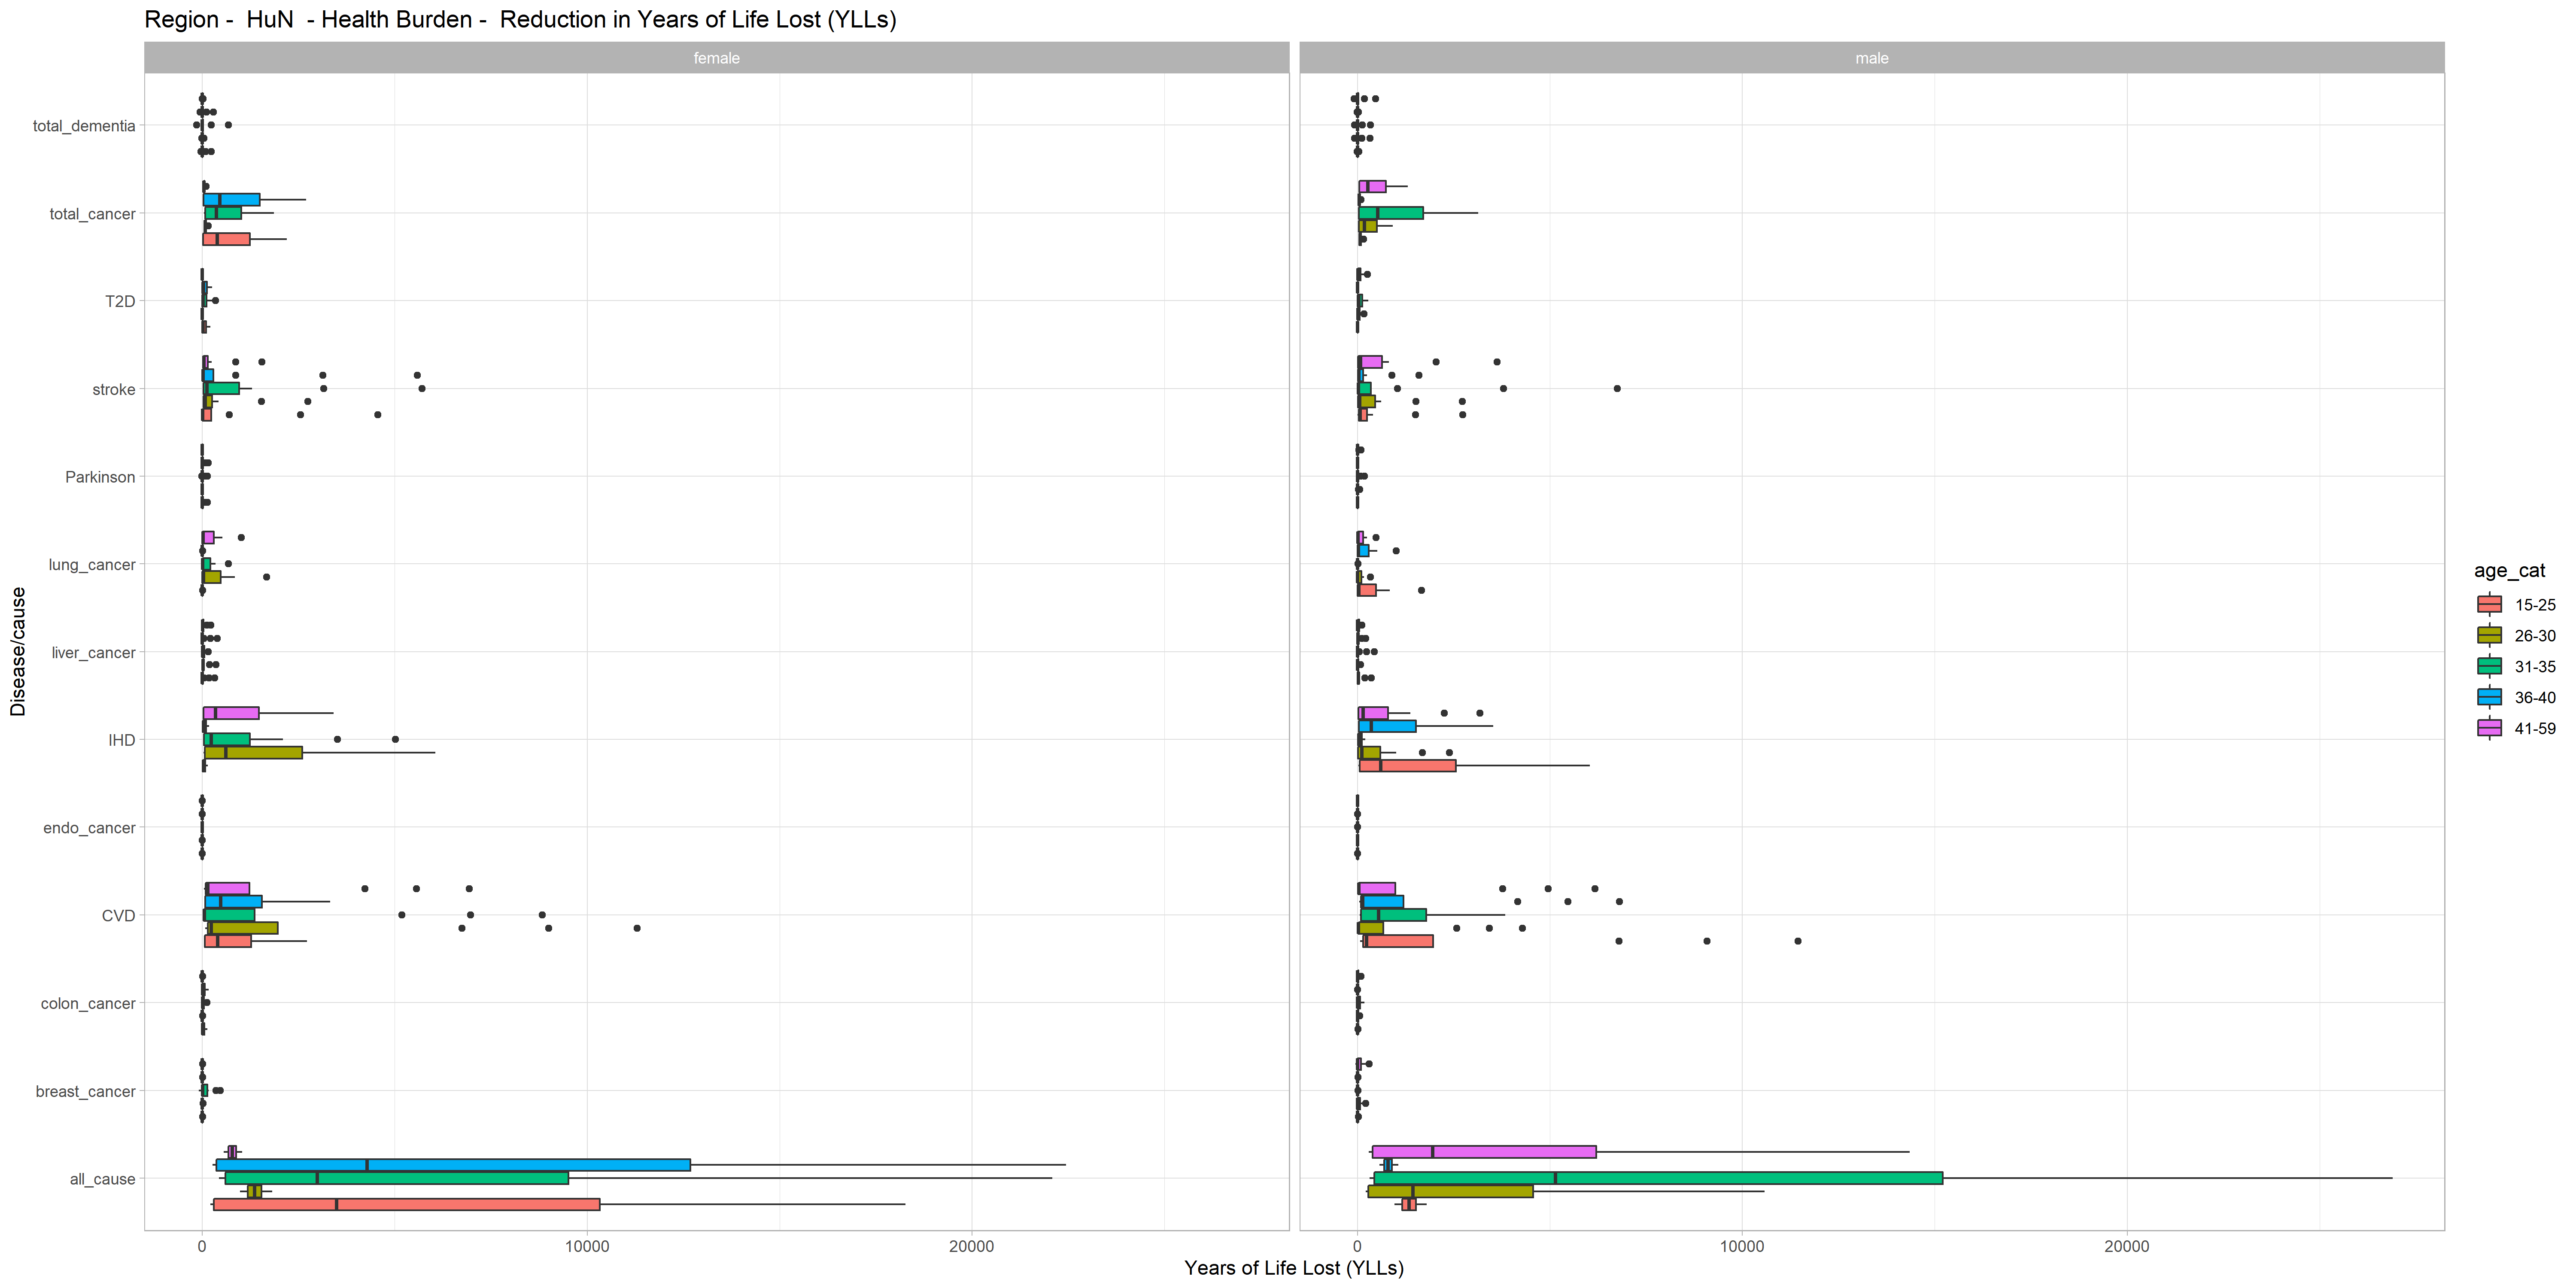 Region -  HuN  - Health Burden -  Reduction in Years of Life Lost (YLLs)
female
male
total_dementia
total_cancer
T2D
stroke
Parkinson
lung_cancer
liver_cancer
IHD
endo_cancer
CVD
colon_cancer
breast_cancer
all_cause
Disease/cause
0
10000
20000
0
10000
20000
Years of Life Lost (YLLs)
age_cat
15-25
26-30
31-35
36-40
41-59